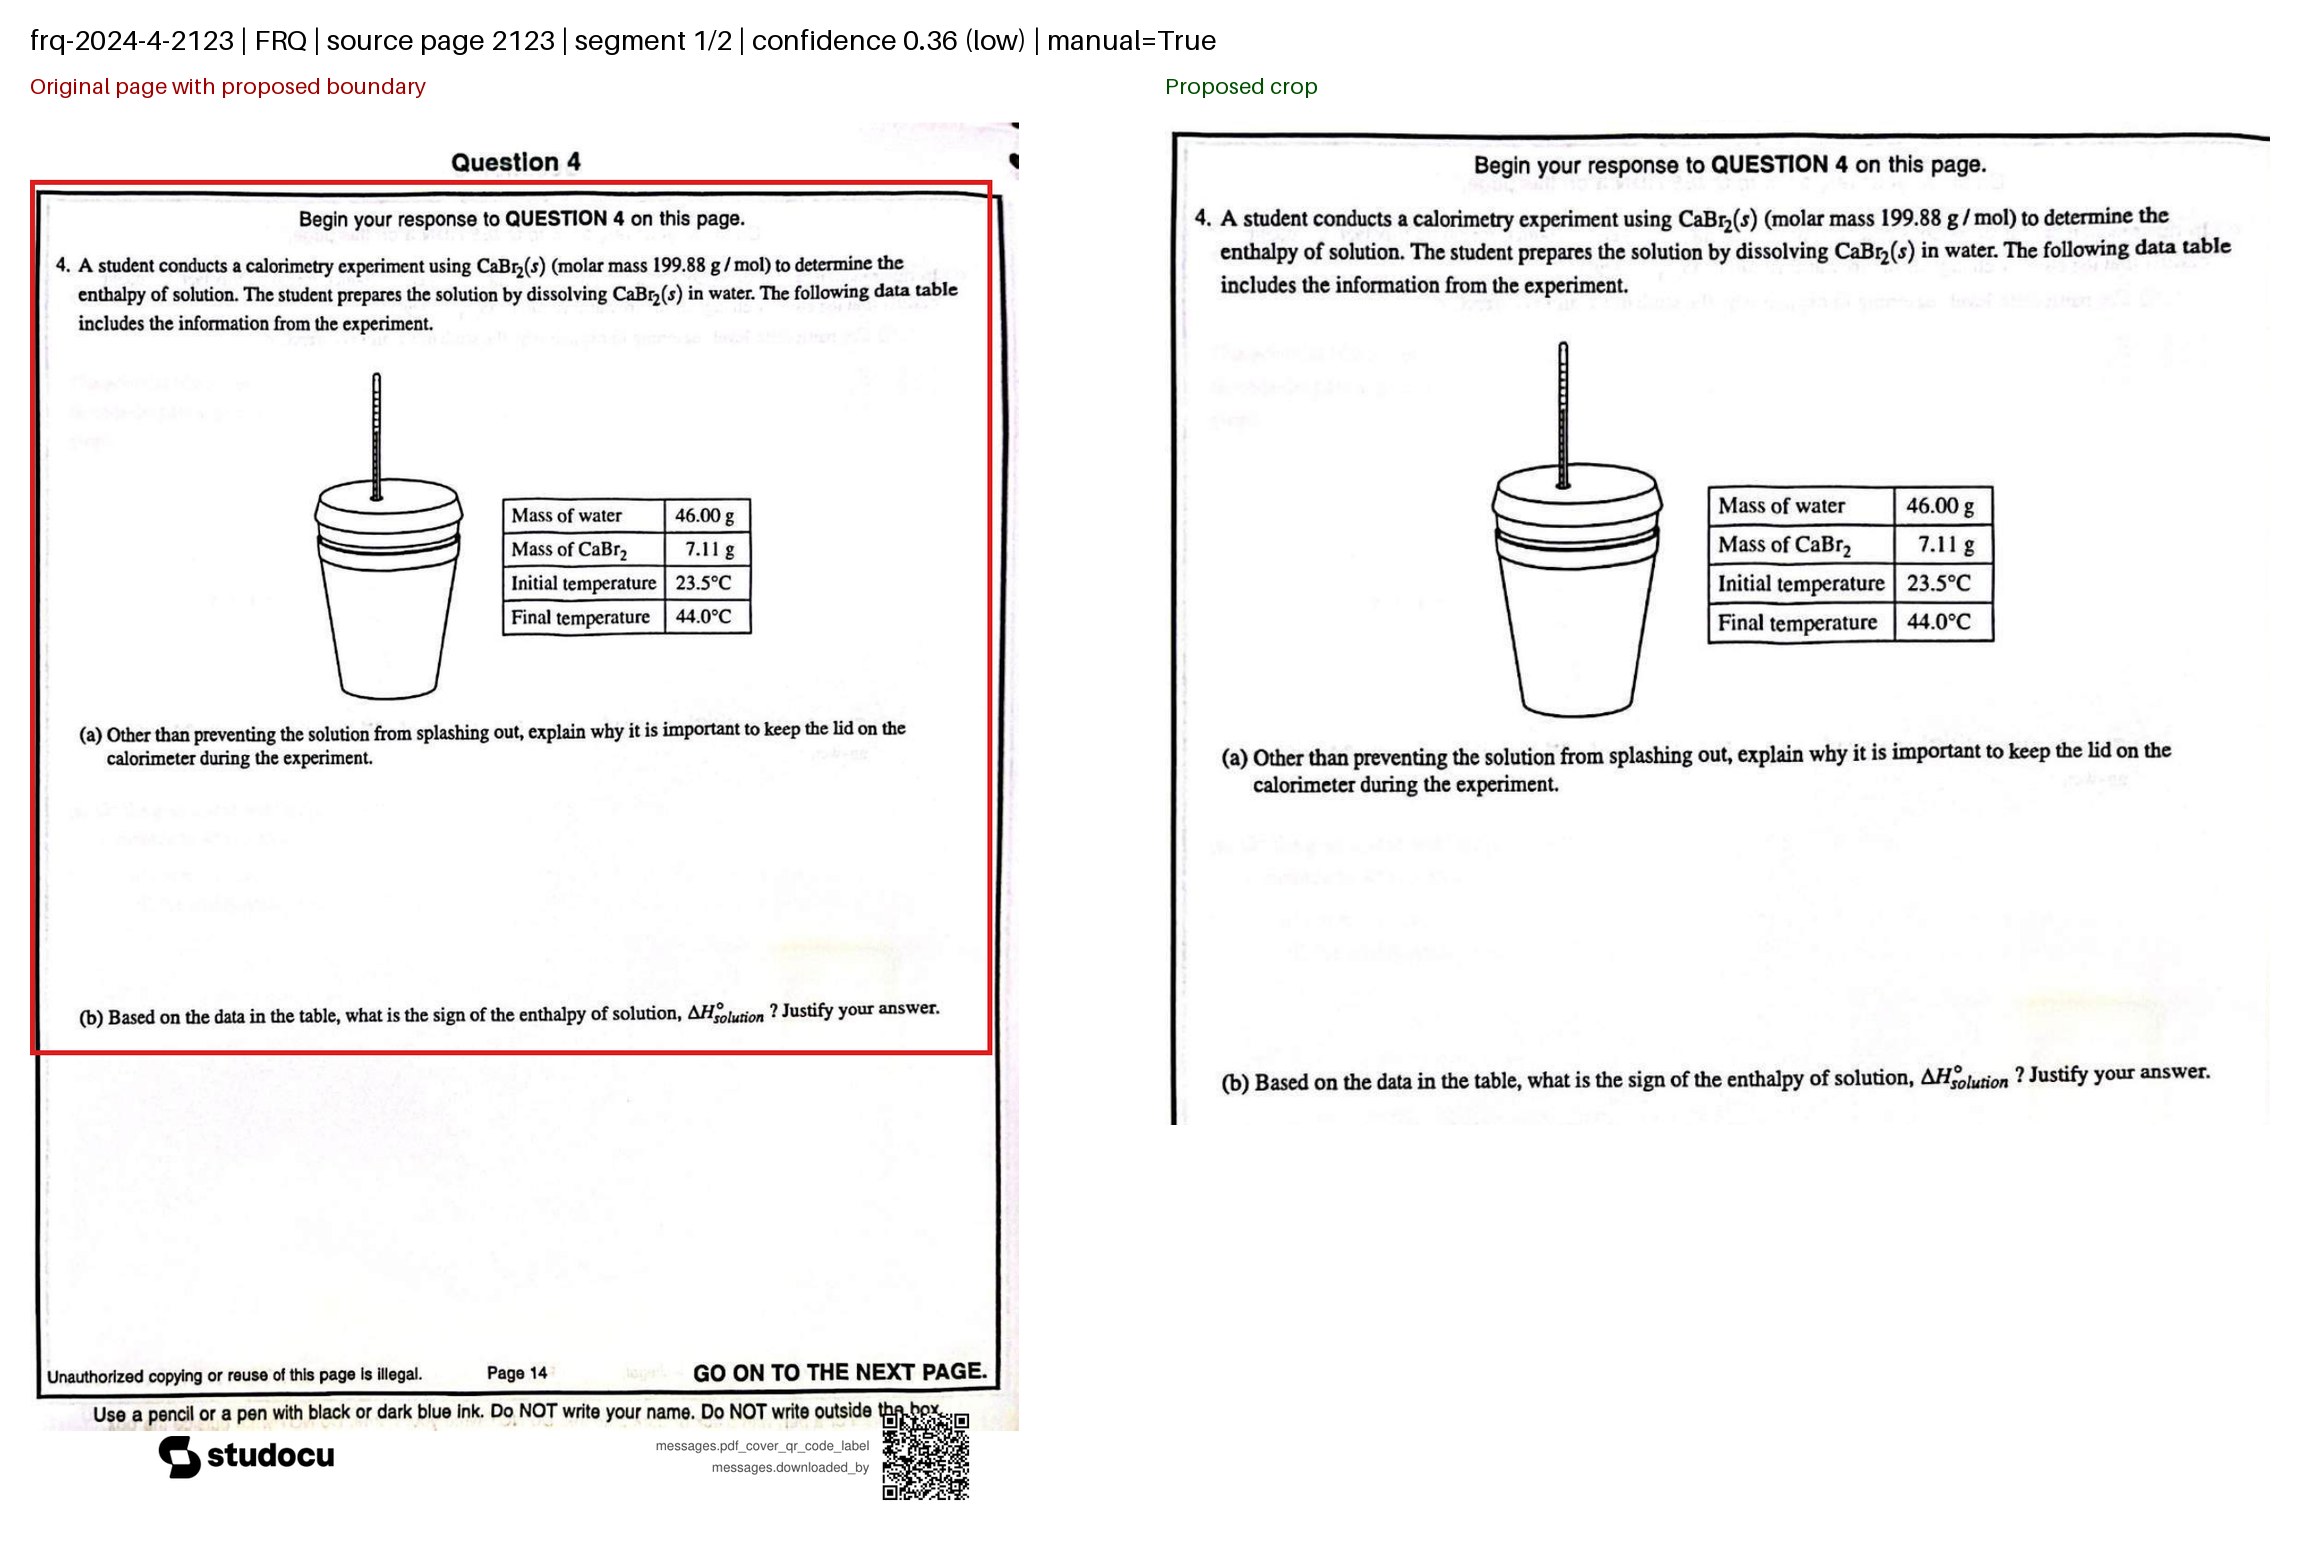 frq-2024-4-2123 | FRQ | source page 2123 | segment 1/2 | confidence 0.36 (low) | manual=True
Original page with proposed boundary
Question 4
Begin your response to QUESTION 4 on this page.
4. A student conducts a calorimetry experiment using CaBr₂(s) (molar mass 199.88 g / mol) to determine the
enthalpy of solution. The student prepares the solution by dissolving CaBr₂(s) in water. The following data table
includes the information from the experiment.
Mass of water 46.00 g
Mass of CaBr₂ 7.11 g
Initial temperature 23.5°C
Final temperature 44.0°C
(a) Other than preventing the solution from splashing out, explain why it is important to keep the lid on the
calorimeter during the experiment.
(b) Based on the data in the table, what is the sign of the enthalpy of solution, ΔH°solution ? Justify your answer.
Unauthorized copying or reuse of this page is illegal. Page 14 GO ON TO THE NEXT PAGE.
Use a pencil or a pen with black or dark blue ink. Do NOT write your name. Do NOT write outside the box.
studocu
messages.pdf_cover_qr_code_label
messages.downloaded_by
Proposed crop
Begin your response to QUESTION 4 on this page.
4. A student conducts a calorimetry experiment using CaBr₂(s) (molar mass 199.88 g / mol) to determine the
enthalpy of solution. The student prepares the solution by dissolving CaBr₂(s) in water. The following data table
includes the information from the experiment.
Mass of water 46.00 g
Mass of CaBr₂ 7.11 g
Initial temperature 23.5°C
Final temperature 44.0°C
(a) Other than preventing the solution from splashing out, explain why it is important to keep the lid on the
calorimeter during the experiment.
(b) Based on the data in the table, what is the sign of the enthalpy of solution, ΔH°solution ? Justify your answer.